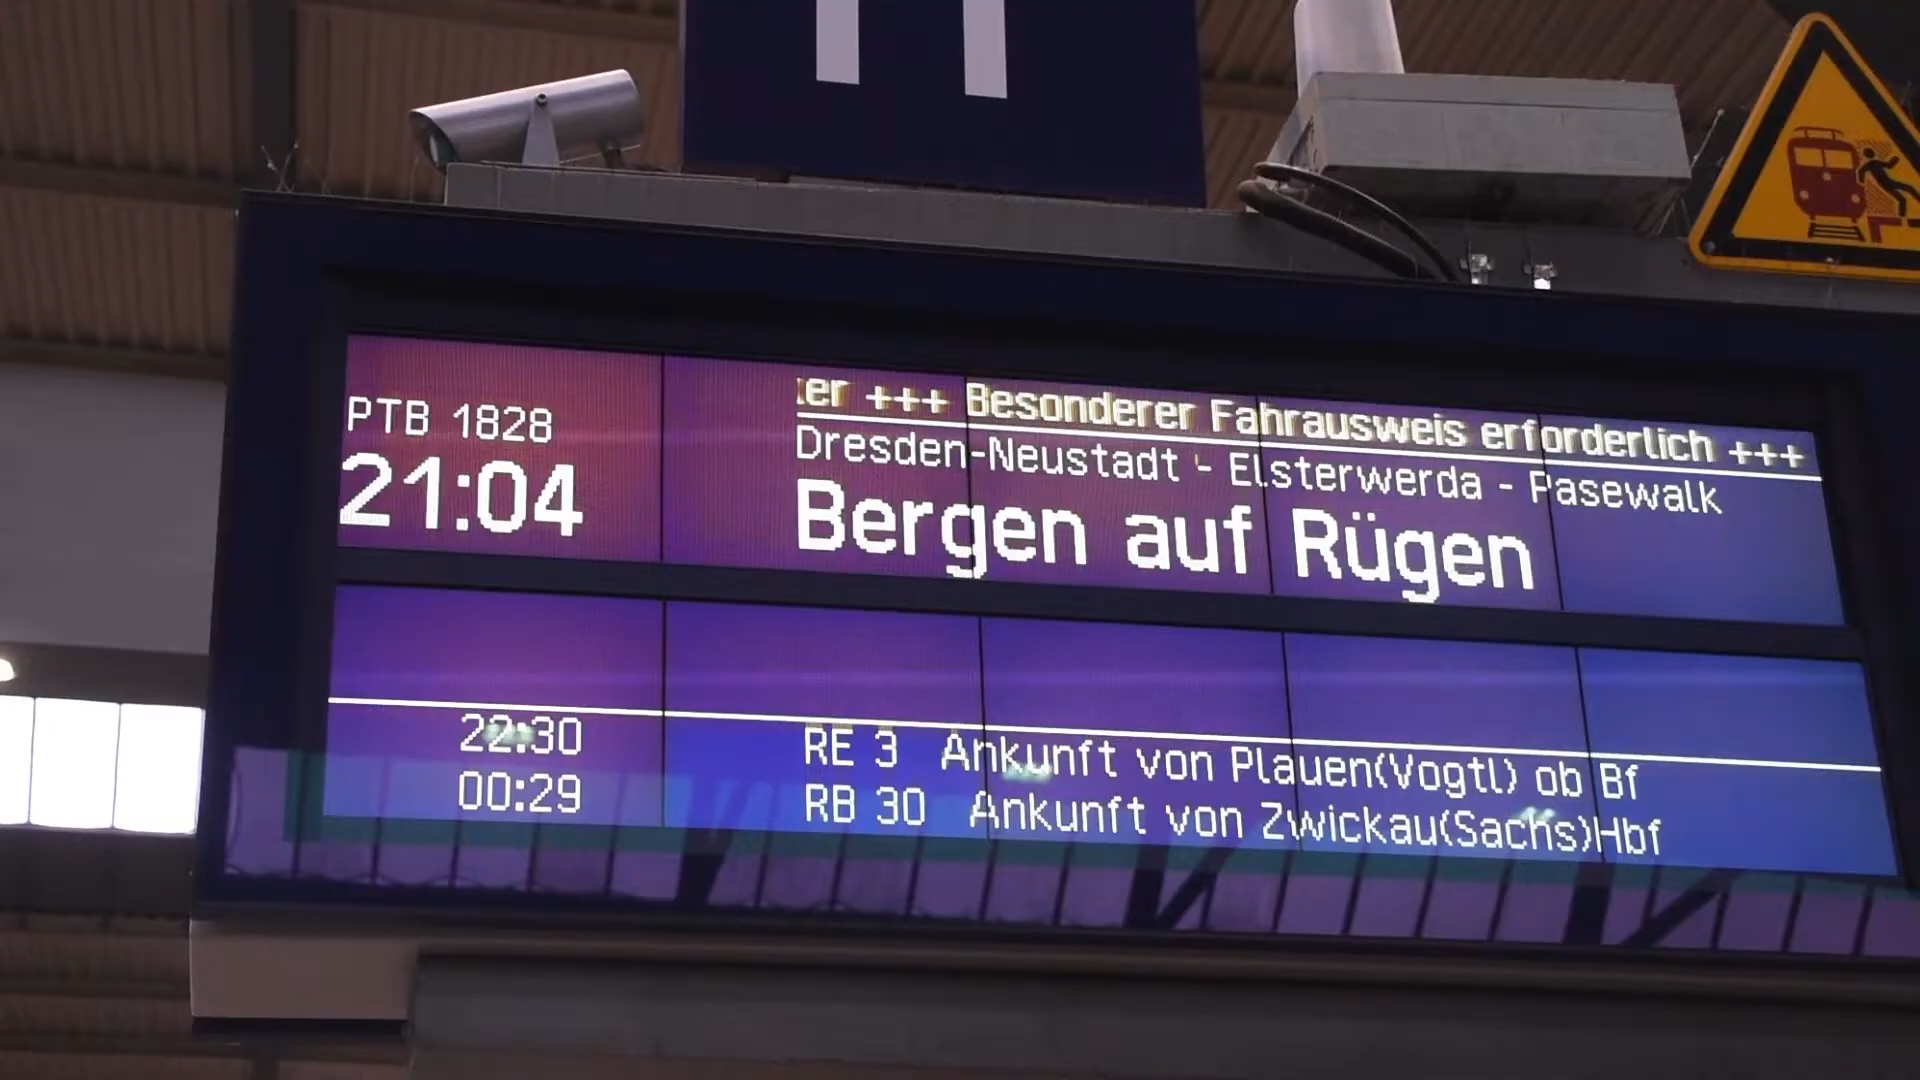 +++ Besonderer Fahrausweis erforderlich +++
PTB 1828
Dresden-Neustadt - Elsterwerda - Pasewalk
21:04
Bergen auf Rügen
22:30 RE 3 Ankunft von Plauen(Vogtl) ob Bf
00:29 RB 30 Ankunft von Zwickau(Sachs)Hbf